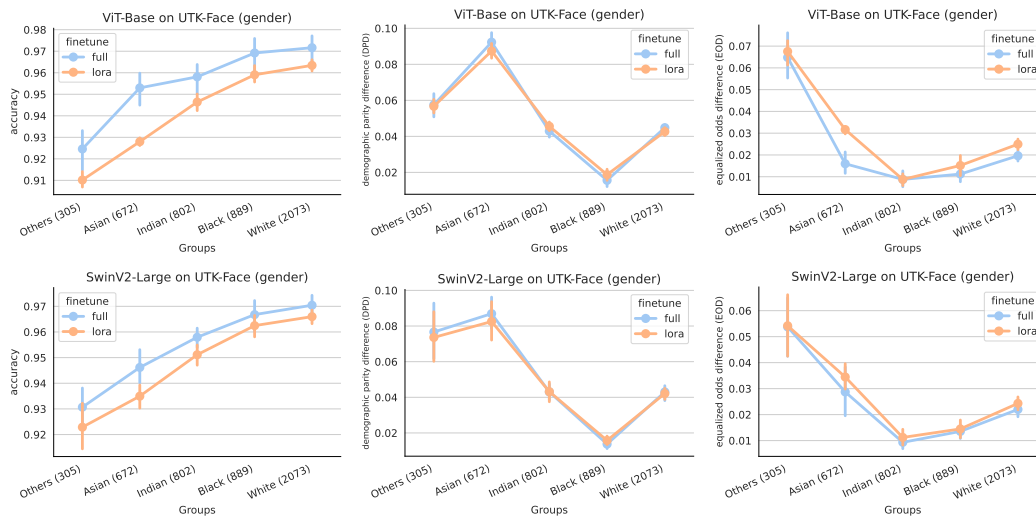 ViT-Base on UTK-Face (gender)
accuracy
0.98
0.97
0.96
0.95
0.94
0.93
0.92
0.91
finetune
full
lora
Others (305)
Asian (672)
Indian (802)
Black (889)
White (2073)
Groups
ViT-Base on UTK-Face (gender)
demographic parity difference (DPD)
0.10
0.08
0.06
0.04
0.02
finetune
full
lora
Others (305)
Asian (672)
Indian (802)
Black (889)
White (2073)
Groups
ViT-Base on UTK-Face (gender)
equalized odds difference (EOD)
0.07
0.06
0.05
0.04
0.03
0.02
0.01
finetune
full
lora
Others (305)
Asian (672)
Indian (802)
Black (889)
White (2073)
Groups
SwinV2-Large on UTK-Face (gender)
accuracy
0.97
0.96
0.95
0.94
0.93
0.92
finetune
full
lora
Others (305)
Asian (672)
Indian (802)
Black (889)
White (2073)
Groups
SwinV2-Large on UTK-Face (gender)
demographic parity difference (DPD)
0.10
0.08
0.06
0.04
0.02
finetune
full
lora
Others (305)
Asian (672)
Indian (802)
Black (889)
White (2073)
Groups
SwinV2-Large on UTK-Face (gender)
equalized odds difference (EOD)
0.06
0.05
0.04
0.03
0.02
0.01
finetune
full
lora
Others (305)
Asian (672)
Indian (802)
Black (889)
White (2073)
Groups